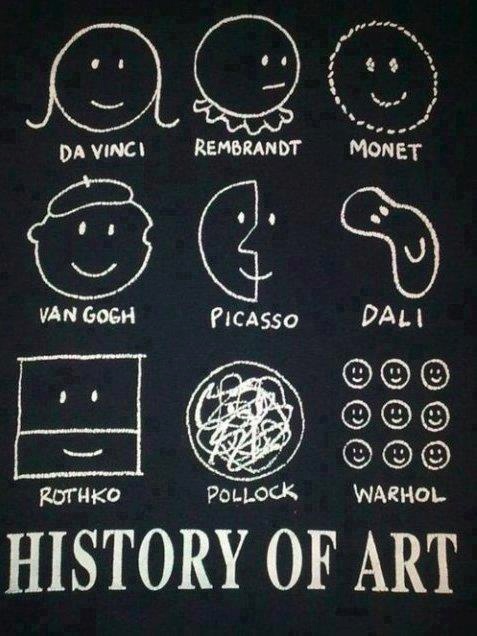 DA VINCI REMBRANDT MONET
VAN GOGH PICASSO DALI
ROTHKO POLLOCK WARHOL
HISTORY OF ART